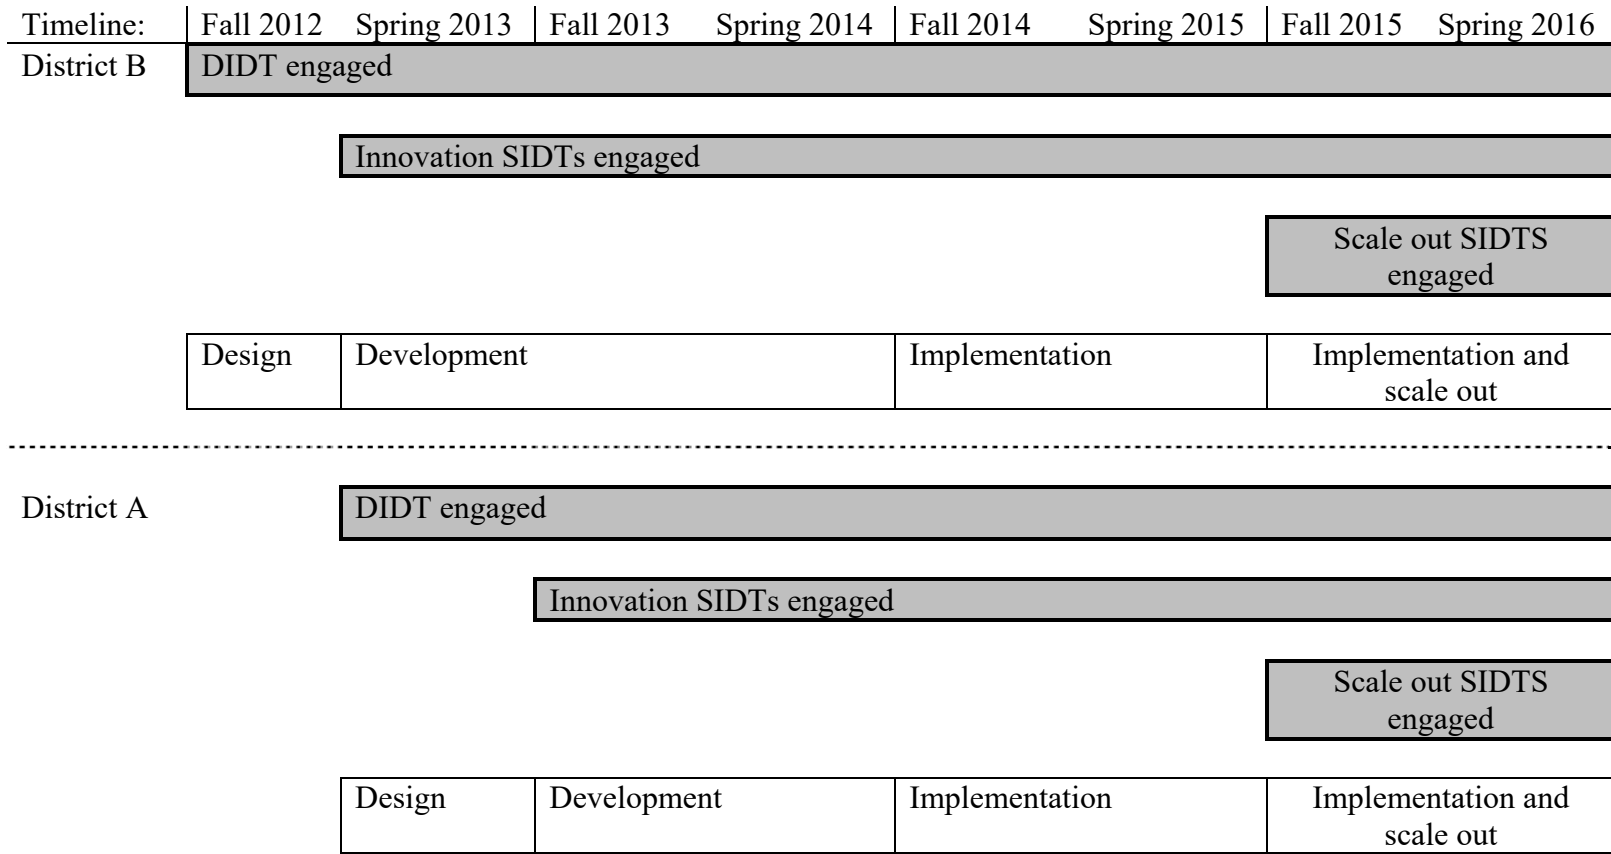 Timeline: Fall 2012 Spring 2013 Fall 2013 Spring 2014 Fall 2014 Spring 2015 Fall 2015 Spring 2016
District B DIDT engaged
Innovation SIDTs engaged
Scale out SIDTS
engaged
Design Development Implementation Implementation and
scale out
District A DIDT engaged
Innovation SIDTs engaged
Scale out SIDTS
engaged
Design Development Implementation Implementation and
scale out